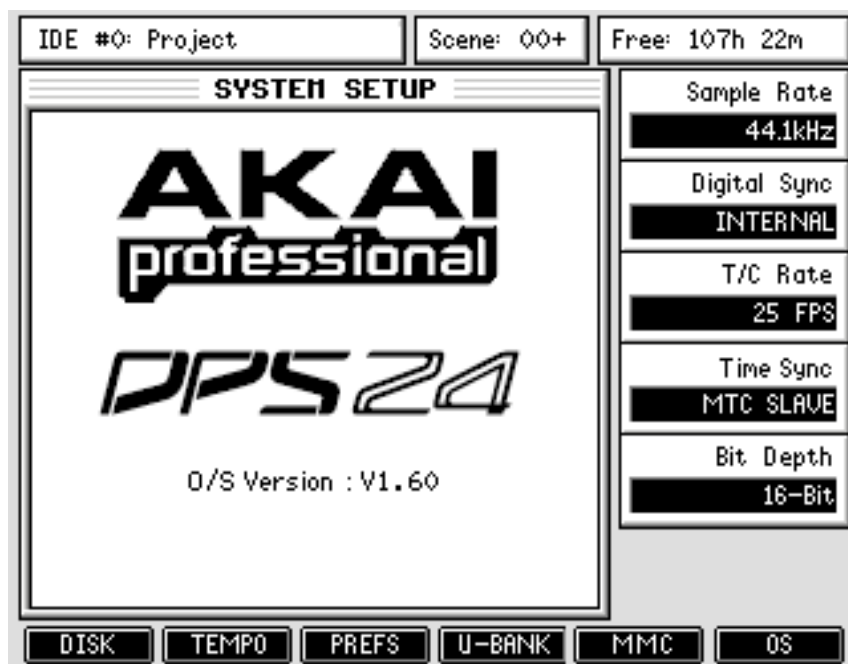 IDE #0: Project
Scene: 00+
Free: 107h 22m
SYSTEM SETUP
AKAI
professional
DPS24
O/S Version : V1.60
Sample Rate
44.1kHz
Digital Sync
INTERNAL
T/C Rate
25 FPS
Time Sync
MTC SLAVE
Bit Depth
16-Bit
DISK
TEMPO
PREFS
U-BANK
MMC
OS